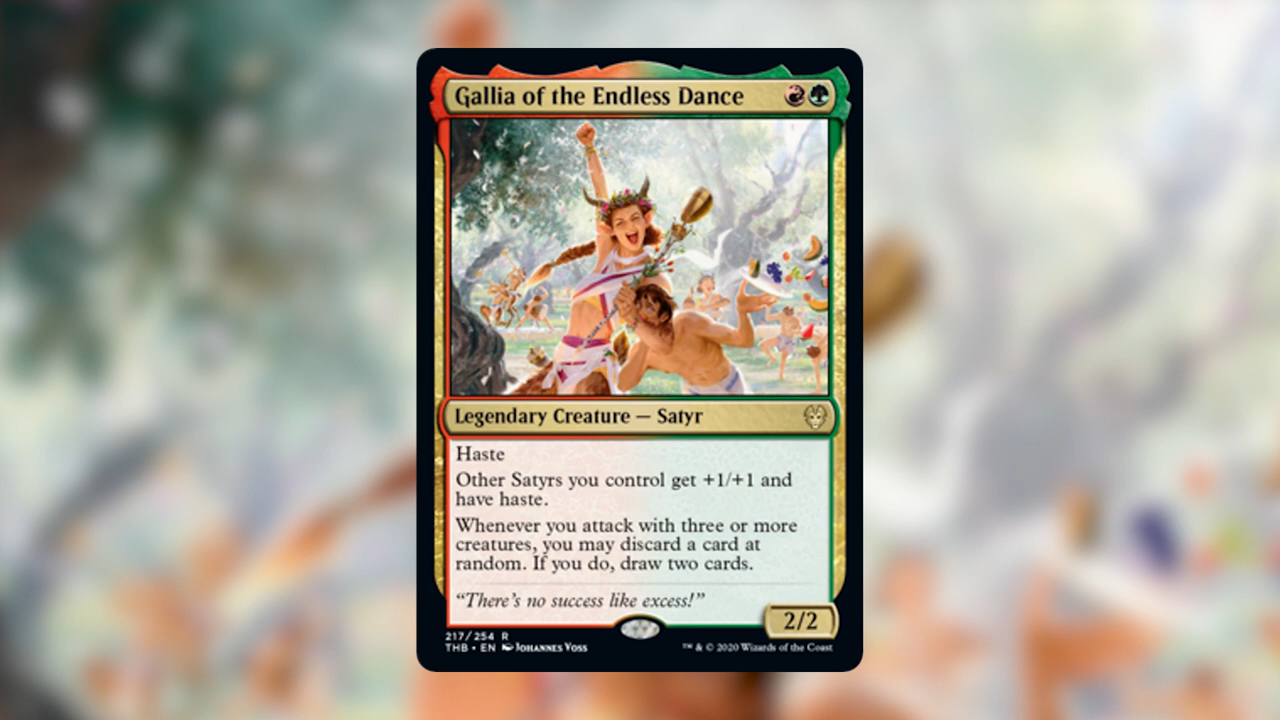 Gallia of the Endless Dance
Legendary Creature — Satyr
Haste
Other Satyrs you control get +1/+1 and
have haste.
Whenever you attack with three or more
creatures, you may discard a card at
random. If you do, draw two cards.
“There’s no success like excess!”
2/2
217/254 R
THB • EN Johannes Voss
™ & © 2020 Wizards of the Coast